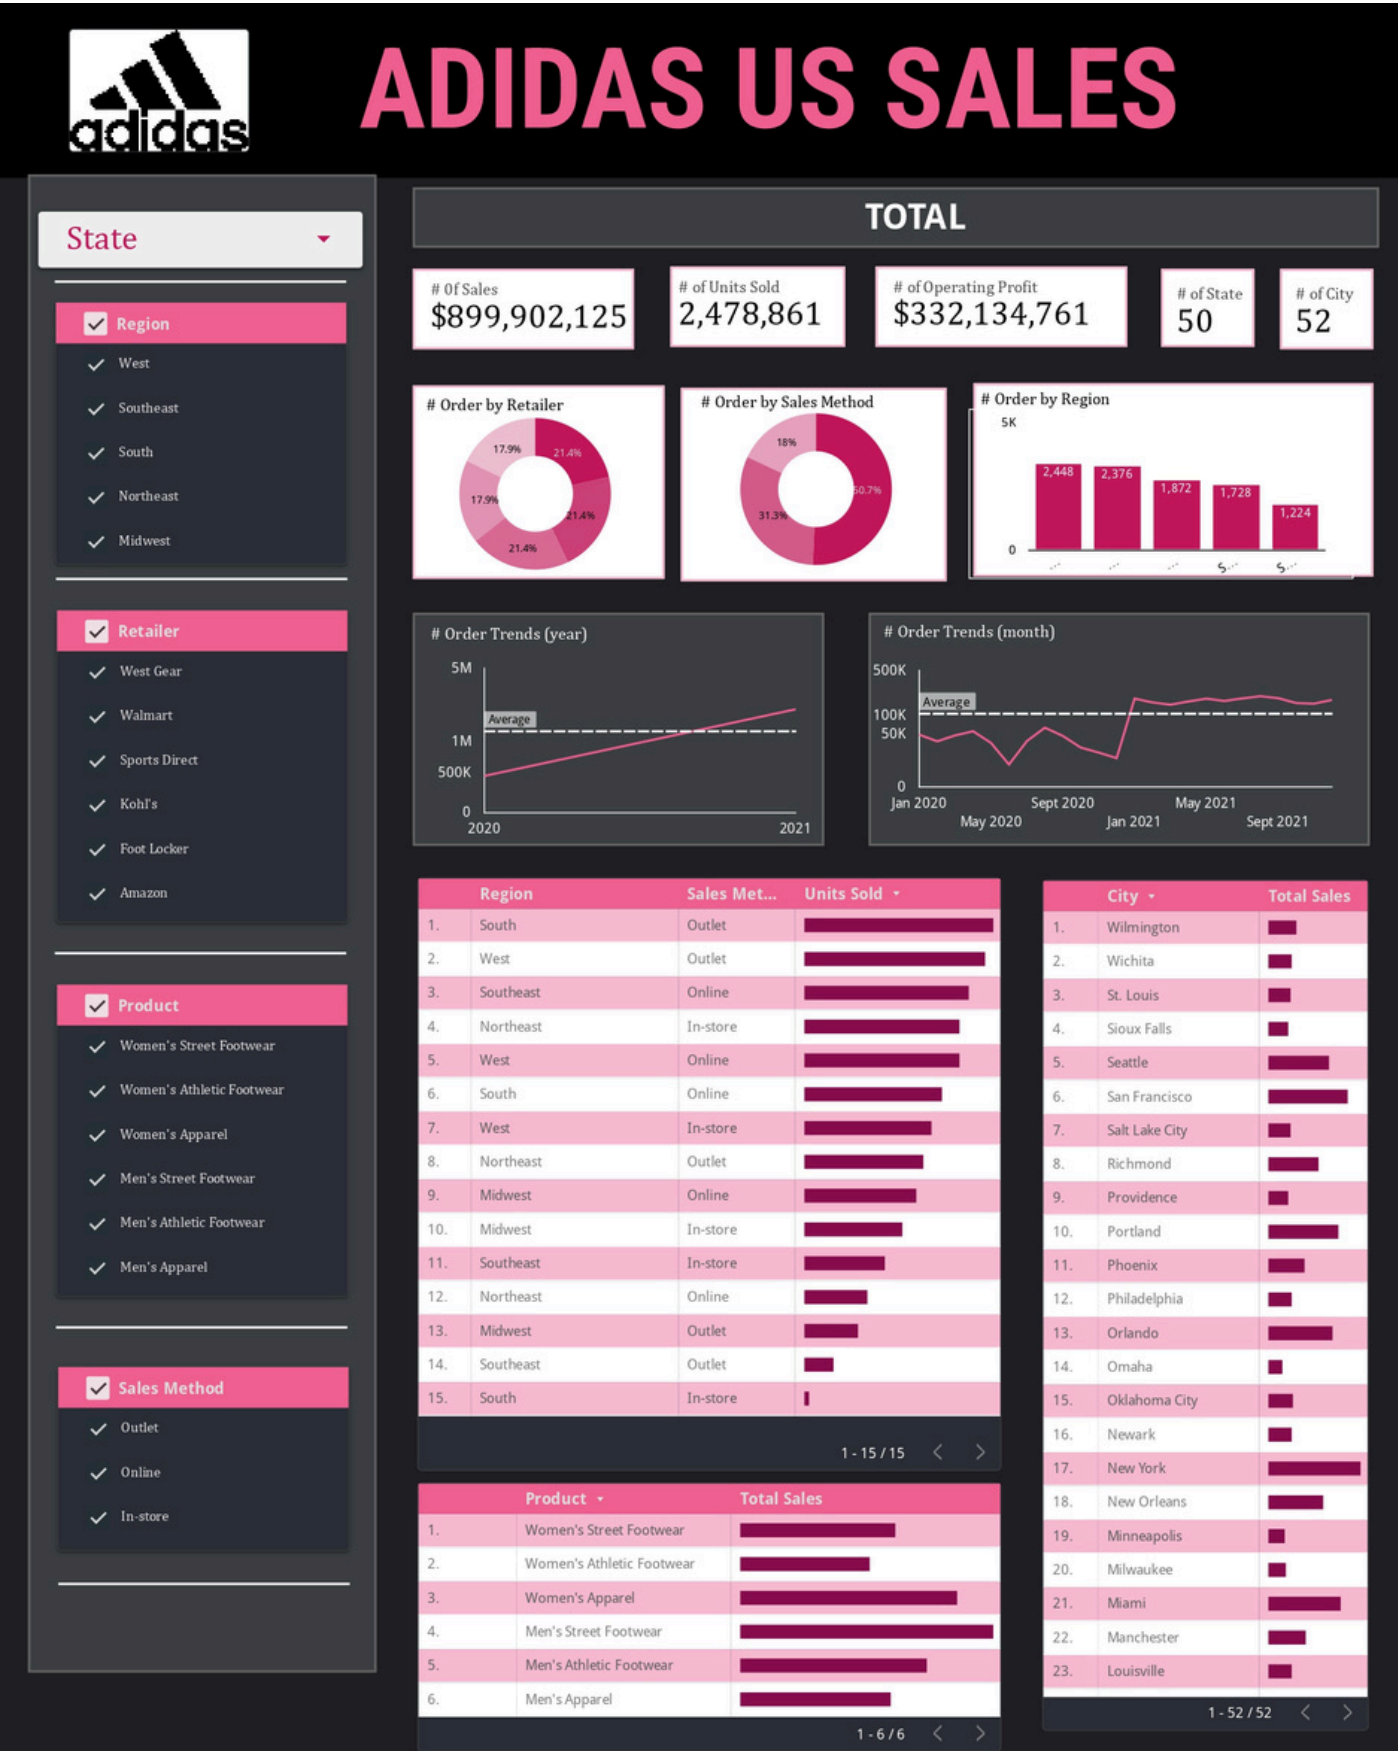 adidas
ADIDAS US SALES
State
Region
West
Southeast
South
Northeast
Midwest
Retailer
West Gear
Walmart
Sports Direct
Kohl's
Foot Locker
Amazon
Product
Women's Street Footwear
Women's Athletic Footwear
Women's Apparel
Men's Street Footwear
Men's Athletic Footwear
Men's Apparel
Sales Method
Outlet
Online
In-store
TOTAL
# Of Sales
$899,902,125
# of Units Sold
2,478,861
# of Operating Profit
$332,134,761
# of State
50
# of City
52
# Order by Retailer
17.9%
21.4%
17.9%
21.4%
21.4%
# Order by Sales Method
18%
50.7%
31.3%
# Order by Region
5K
2,448
2,376
1,872
1,728
1,224
0
...
...
...
S...
S...
# Order Trends (year)
5M
Average
1M
500K
0
2020
2021
# Order Trends (month)
500K
Average
100K
50K
0
Jan 2020
Sept 2020
May 2021
May 2020
Jan 2021
Sept 2021
Region Sales Met... Units Sold
1. South Outlet
2. West Outlet
3. Southeast Online
4. Northeast In-store
5. West Online
6. South Online
7. West In-store
8. Northeast Outlet
9. Midwest Online
10. Midwest In-store
11. Southeast In-store
12. Northeast Online
13. Midwest Outlet
14. Southeast Outlet
15. South In-store
1 - 15 / 15
Product Total Sales
1. Women's Street Footwear
2. Women's Athletic Footwear
3. Women's Apparel
4. Men's Street Footwear
5. Men's Athletic Footwear
6. Men's Apparel
1 - 6 / 6
City Total Sales
1. Wilmington
2. Wichita
3. St. Louis
4. Sioux Falls
5. Seattle
6. San Francisco
7. Salt Lake City
8. Richmond
9. Providence
10. Portland
11. Phoenix
12. Philadelphia
13. Orlando
14. Omaha
15. Oklahoma City
16. Newark
17. New York
18. New Orleans
19. Minneapolis
20. Milwaukee
21. Miami
22. Manchester
23. Louisville
1 - 52 / 52